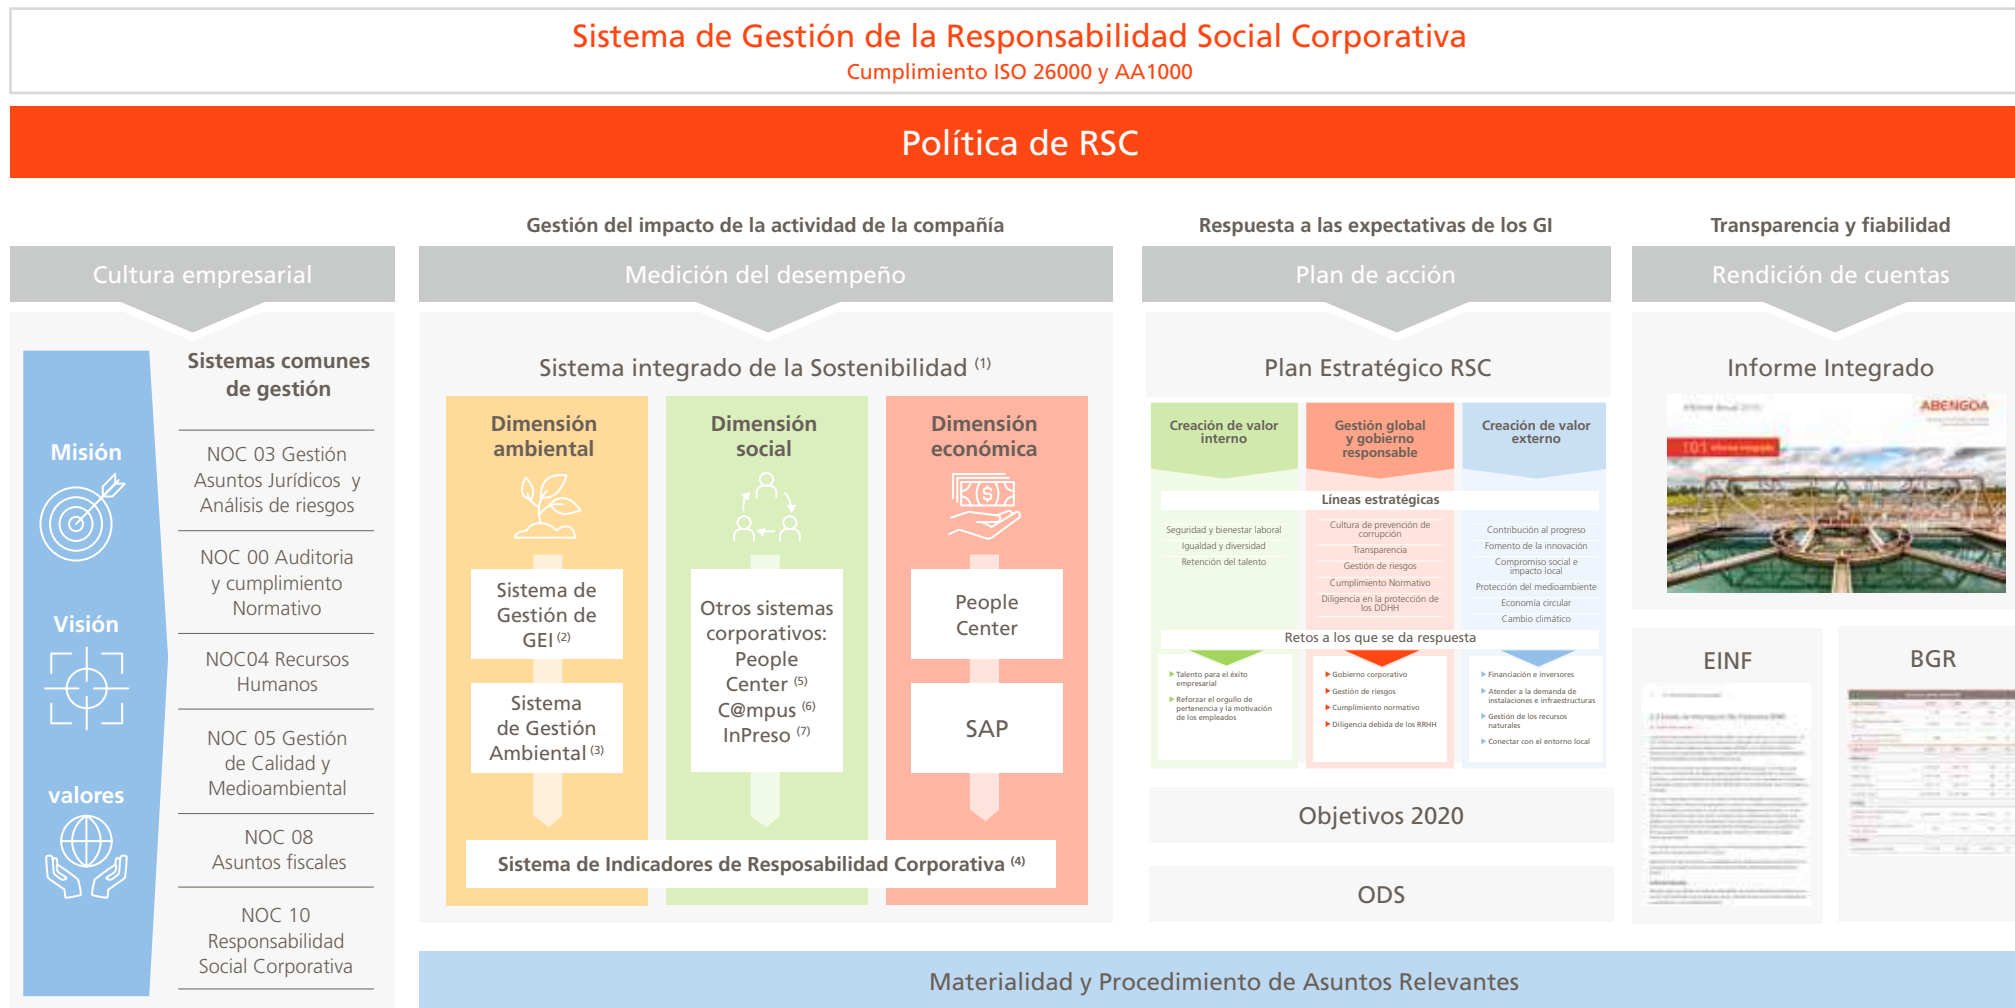 Sistema de Gestión de la Responsabilidad Social Corporativa
Cumplimiento ISO 26000 y AA1000
Política de RSC
Cultura empresarial
Misión
Visión
valores
Sistemas comunes
de gestión
NOC 03 Gestión
Asuntos Jurídicos y
Análisis de riesgos
NOC 00 Auditoria
y cumplimiento
Normativo
NOC04 Recursos
Humanos
NOC 05 Gestión
de Calidad y
Medioambiental
NOC 08
Asuntos fiscales
NOC 10
Responsabilidad
Social Corporativa
Gestión del impacto de la actividad de la compañía
Medición del desempeño
Sistema integrado de la Sostenibilidad (1)
Dimensión
ambiental
Sistema de
Gestión de
GEI (2)
Sistema
de Gestión
Ambiental (3)
Dimensión
social
Otros sistemas
corporativos:
People
Center (5)
C@mpus (6)
InPreso (7)
Dimensión
económica
People
Center
SAP
Sistema de Indicadores de Resposabilidad Corporativa (4)
Respuesta a las expectativas de los GI
Plan de acción
Plan Estratégico RSC
Creación de valor
interno
Gestión global
y gobierno
responsable
Creación de valor
externo
Líneas estratégicas
Seguridad y bienestar laboral
Igualdad y diversidad
Retención del talento
Cultura de prevención de
corrupción
Transparencia
Gestión de riesgos
Cumplimiento Normativo
Diligencia en la protección de
los DDHH
Contribución al progreso
Fomento de la innovación
Compromiso social e
impacto local
Protección del medioambiente
Economía circular
Cambio climático
Retos a los que se da respuesta
Talento para el éxito
empresarial
Reforzar el orgullo de
pertenencia y la motivación
de los empleados
Gobierno corporativo
Gestión de riesgos
Cumplimiento normativo
Diligencia debida de los RRHH
Financiación e inversores
Atender a la demanda de
instalaciones e infraestructuras
Gestión de los recursos
naturales
Conectar con el entorno local
Objetivos 2020
ODS
Transparencia y fiabilidad
Rendición de cuentas
Informe Integrado
ABENGOA
EINF
BGR
Materialidad y Procedimiento de Asuntos Relevantes